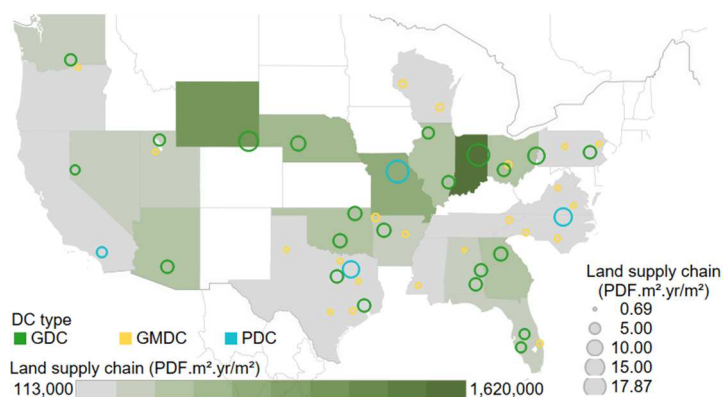 DC type
GDC GMDC PDC
Land supply chain (PDF.m².yr/m²)
113,000 1,620,000
Land supply chain
(PDF.m².yr/m²)
0.69
5.00
10.00
15.00
17.87